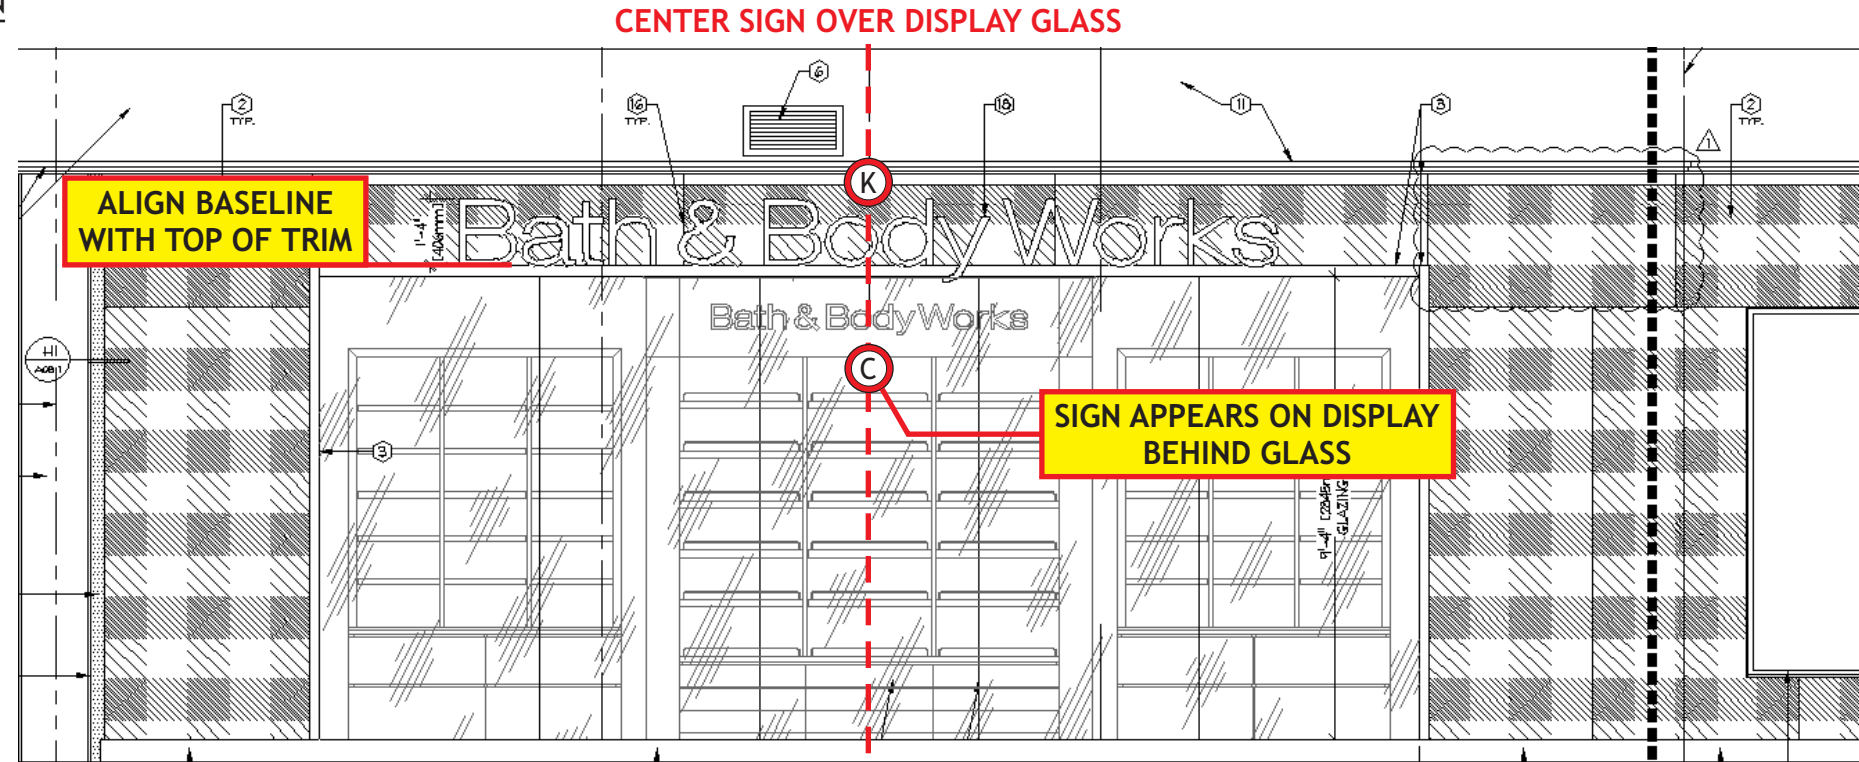 N
CENTER SIGN OVER DISPLAY GLASS
6
2
TYP.
16
TYP.
18
11
3
2
TYP.
1
K
ALIGN BASELINE
WITH TOP OF TRIM
1'-4"
[406mm]
Bath & Body Works
Bath & Body Works
C
SIGN APPEARS ON DISPLAY
BEHIND GLASS
3
9'-4" [2845m
GLAZING